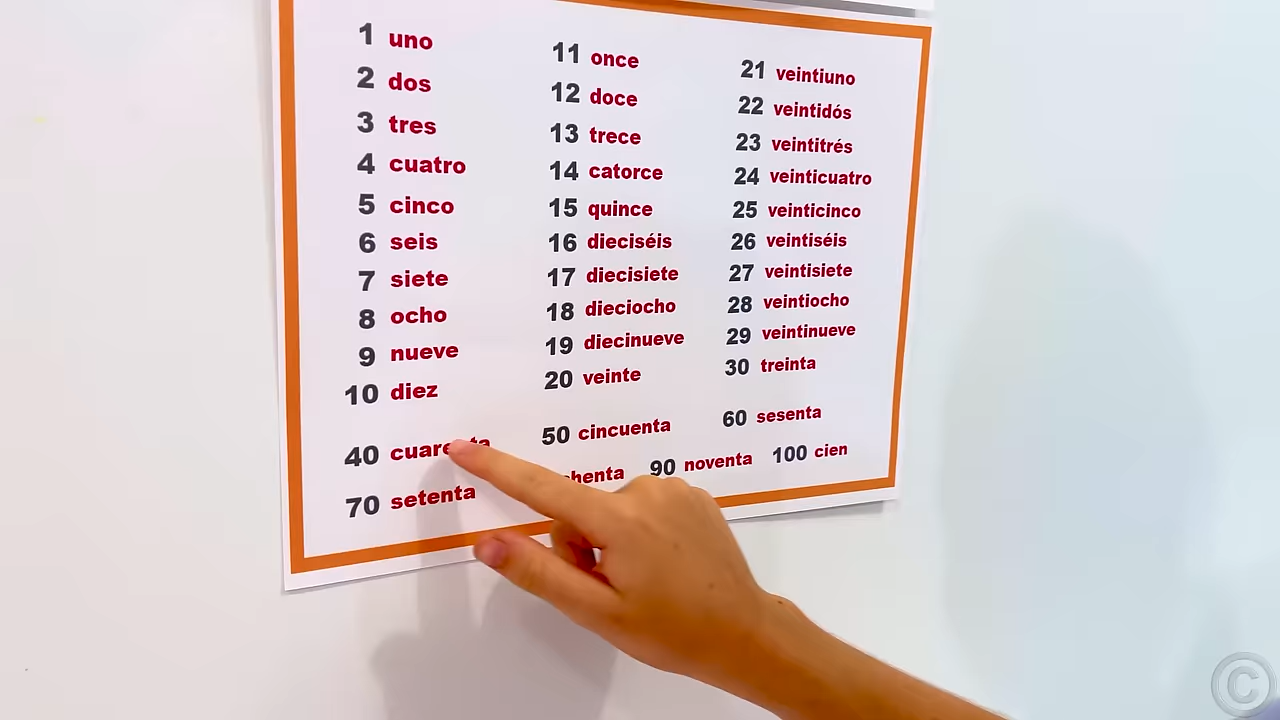 1 uno
2 dos
3 tres
4 cuatro
5 cinco
6 seis
7 siete
8 ocho
9 nueve
10 diez
11 once
12 doce
13 trece
14 catorce
15 quince
16 dieciséis
17 diecisiete
18 dieciocho
19 diecinueve
20 veinte
21 veintiuno
22 veintidós
23 veintitrés
24 veinticuatro
25 veinticinco
26 veintiséis
27 veintisiete
28 veintiocho
29 veintinueve
30 treinta
40 cuarenta 50 cincuenta 60 sesenta
70 setenta 90 noventa 100 cien
©